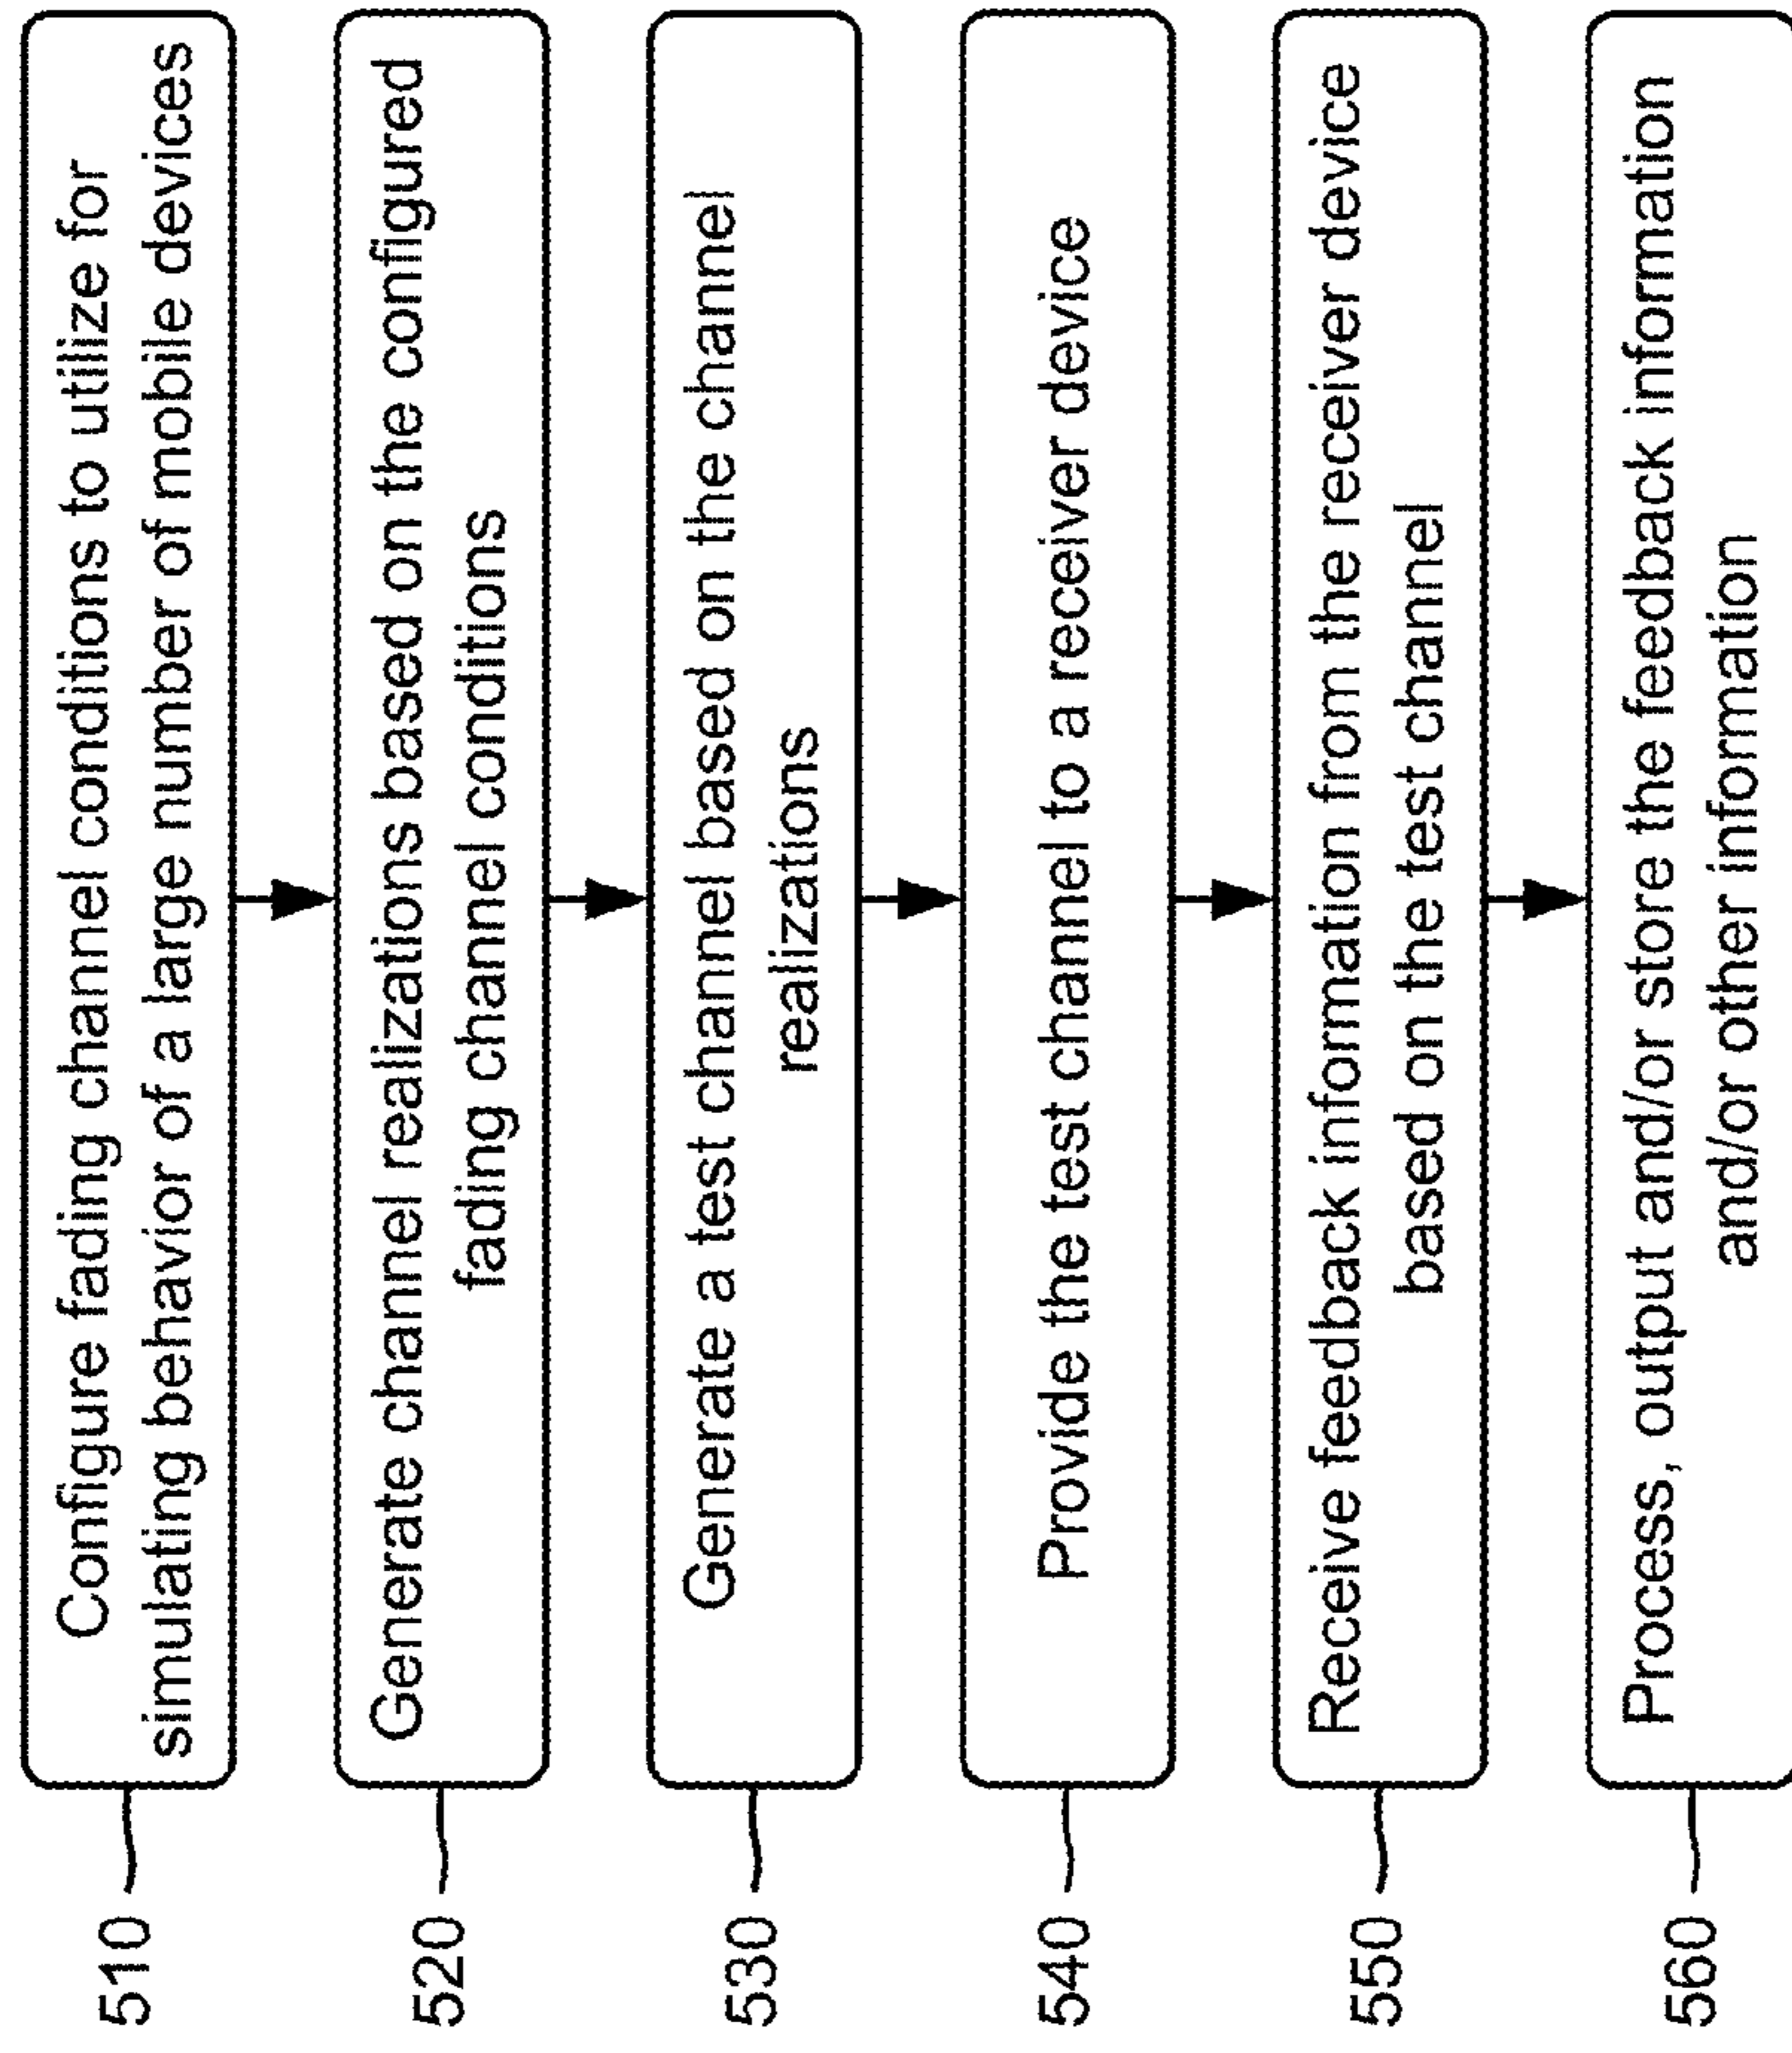 510
Configure fading channel conditions to utilize for
simulating behavior of a large number of mobile devices
520
Generate channel realizations based on the configured
fading channel conditions
530
Generate a test channel based on the channel
realizations
540
Provide the test channel to a receiver device
550
Receive feedback information from the receiver device
based on the test channel
560
Process, output and/or store the feedback information
and/or other information